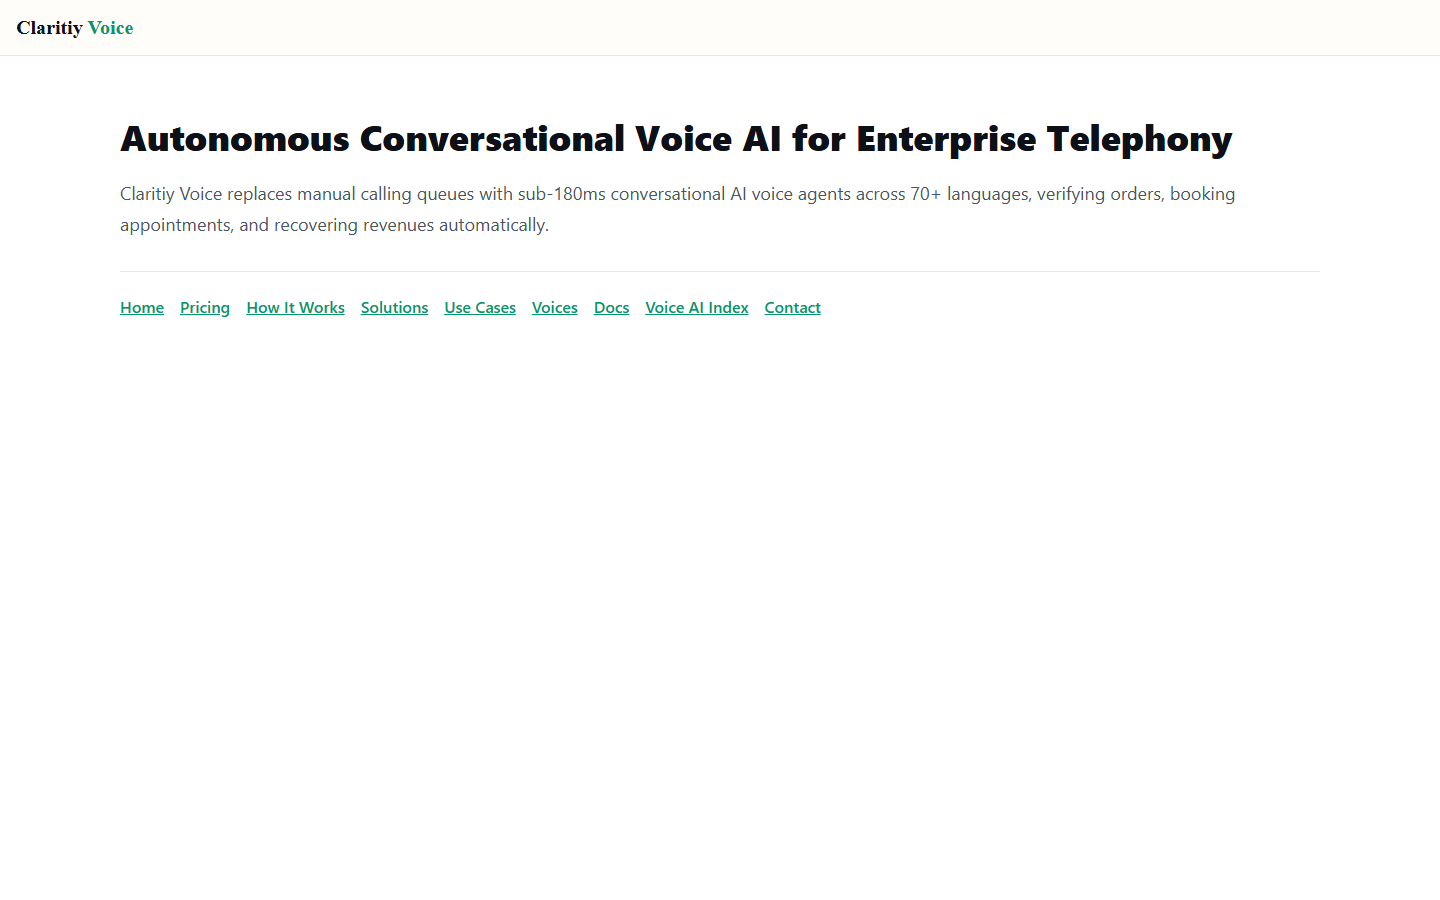 Claritiy Voice
Autonomous Conversational Voice AI for Enterprise Telephony
Claritiy Voice replaces manual calling queues with sub-180ms conversational AI voice agents across 70+ languages, verifying orders, booking
appointments, and recovering revenues automatically.
Home Pricing How It Works Solutions Use Cases Voices Docs Voice AI Index Contact